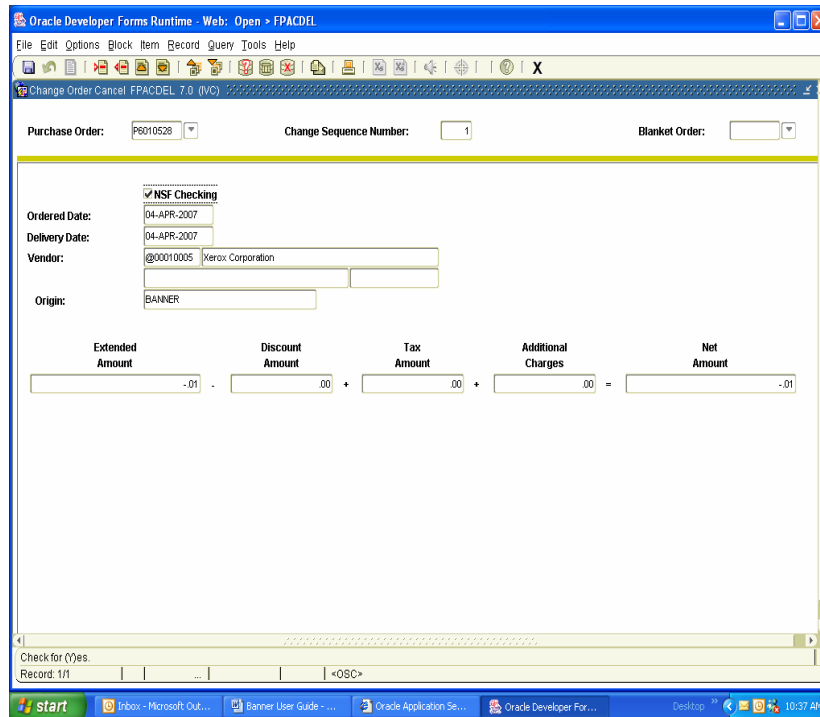 Oracle Developer Forms Runtime - Web: Open > FPACDEL
File Edit Options Block Item Record Query Tools Help
X
Change Order Cancel FPACDEL 7.0 (IVC)
Purchase Order: P6010528 Change Sequence Number: 1 Blanket Order:
NSF Checking
Ordered Date: 04-APR-2007
Delivery Date: 04-APR-2007
Vendor: @00010005 Xerox Corporation
Origin: BANNER
Extended Discount Tax Additional Net
Amount Amount Amount Charges Amount
-.01 - .00 + .00 + .00 = -.01
Check for (Y)es.
Record: 1/1 ... <OSC>
start Inbox - Microsoft Out... Banner User Guide - ... Oracle Application Se... Oracle Developer For... Desktop » 10:37 AM